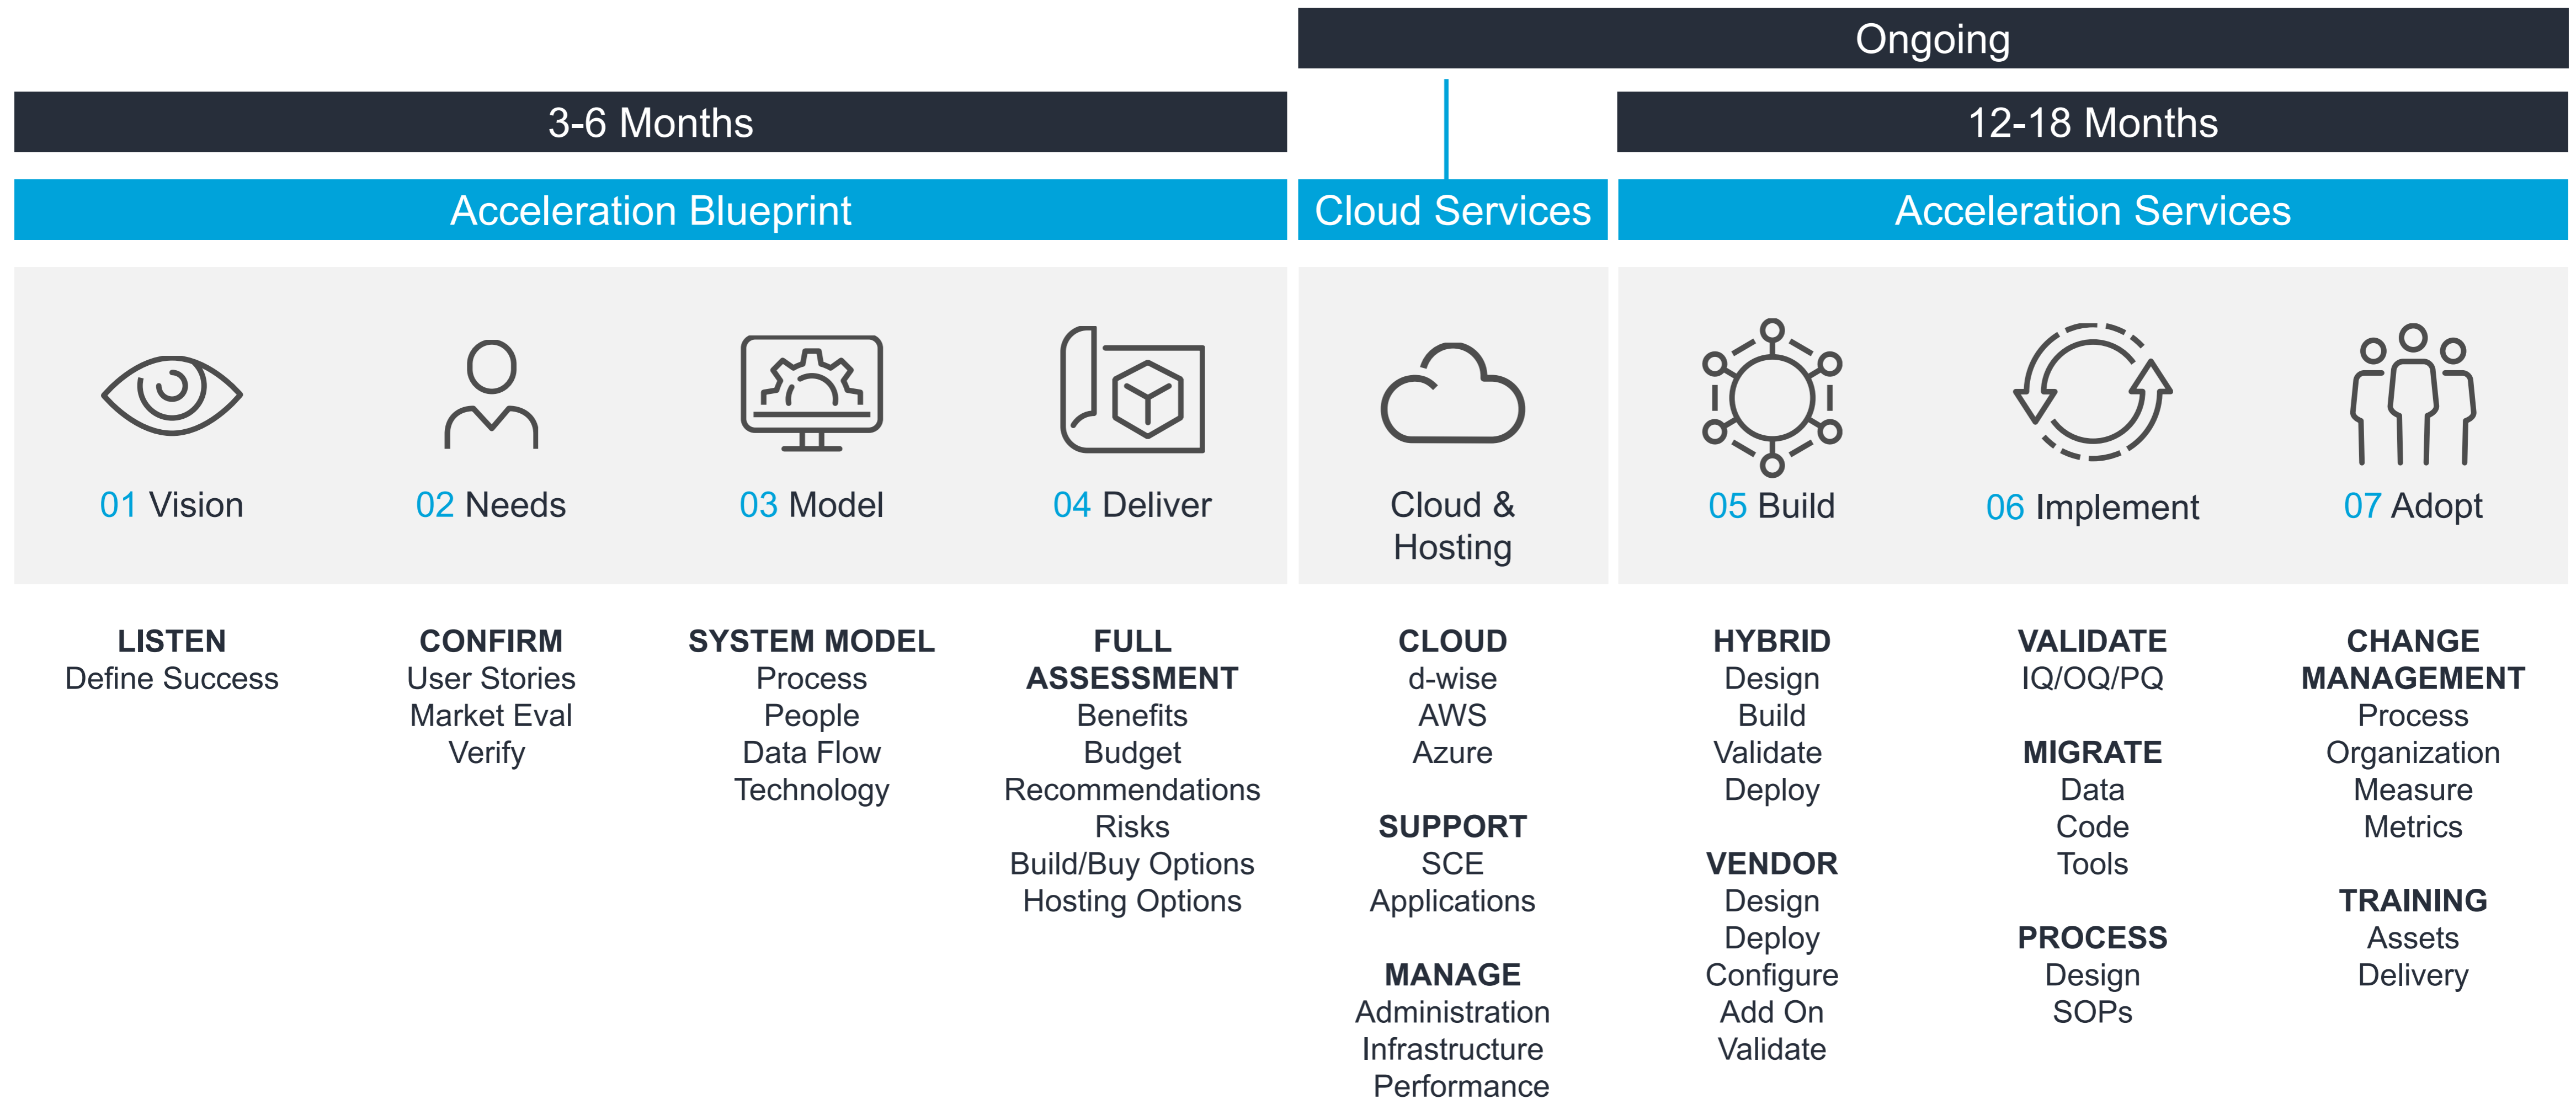 Ongoing
3-6 Months
12-18 Months
Acceleration Blueprint
Cloud Services
Acceleration Services
01 Vision
02 Needs
03 Model
04 Deliver
Cloud &
Hosting
05 Build
06 Implement
07 Adopt
LISTEN
Define Success
CONFIRM
User Stories
Market Eval
Verify
SYSTEM MODEL
Process
People
Data Flow
Technology
FULL
ASSESSMENT
Benefits
Budget
Recommendations
Risks
Build/Buy Options
Hosting Options
CLOUD
d-wise
AWS
Azure
SUPPORT
SCE
Applications
MANAGE
Administration
Infrastructure
Performance
HYBRID
Design
Build
Validate
Deploy
VENDOR
Design
Deploy
Configure
Add On
Validate
VALIDATE
IQ/OQ/PQ
MIGRATE
Data
Code
Tools
PROCESS
Design
SOPs
CHANGE
MANAGEMENT
Process
Organization
Measure
Metrics
TRAINING
Assets
Delivery